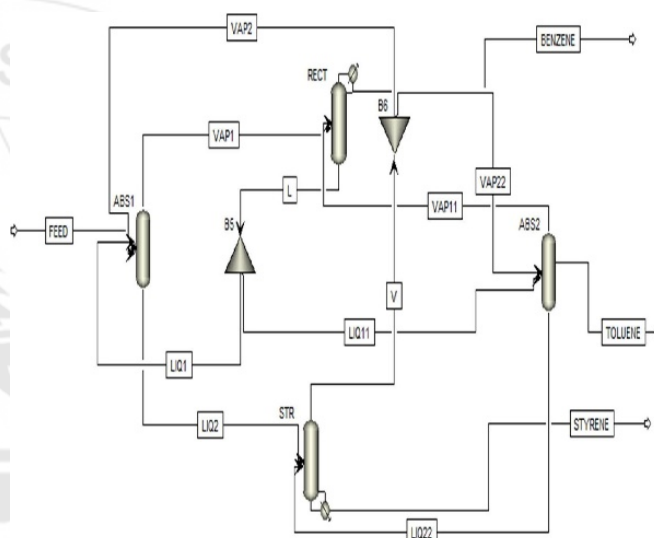 VAP2
BENZENE
RECT
B6
VAP1
VAP22
ABS1
L
VAP11
ABS2
FEED
B5
V
LIQ11
TOLUENE
LIQ1
STR
LIQ2
STYRENE
LIQ22